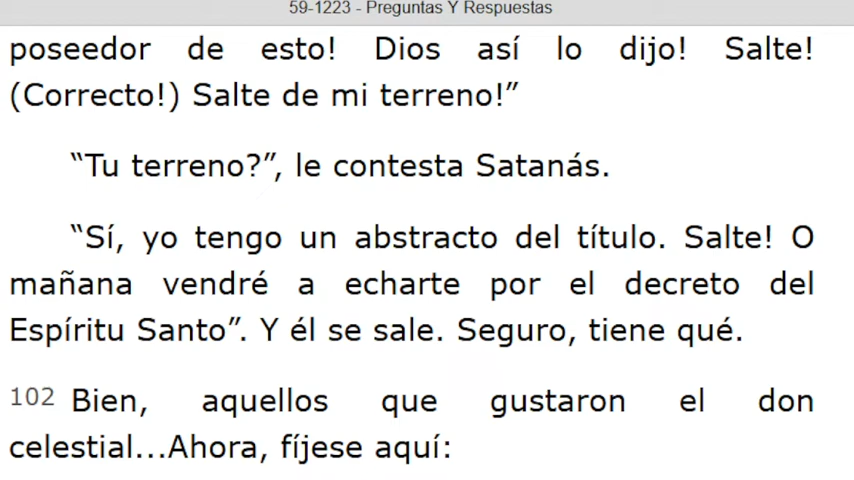 59-1223 - Preguntas Y Respuestas
poseedor de esto! Dios así lo dijo! Salte!
(Correcto!) Salte de mi terreno!”
“Tu terreno?”, le contesta Satanás.
“Sí, yo tengo un abstracto del título. Salte! O
mañana vendré a echarte por el decreto del
Espíritu Santo”. Y él se sale. Seguro, tiene qué.
102 Bien, aquellos que gustaron el don
celestial...Ahora, fíjese aquí: